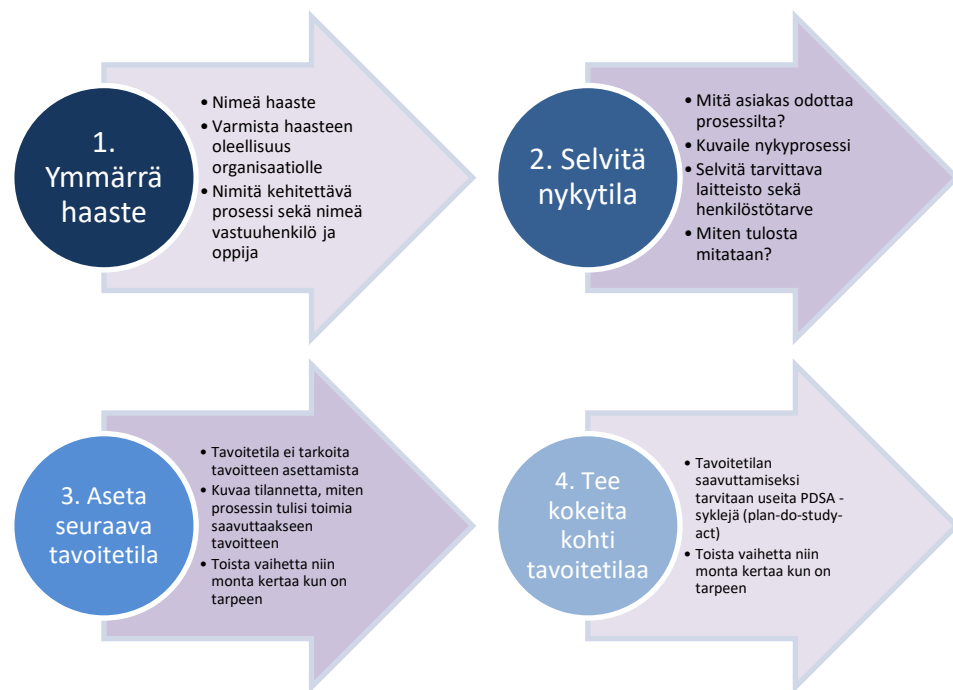 1.
Ymmärrä
haaste
• Nimeä haaste
• Varmista haasteen
oleellisuus
organisaatiolle
• Nimitä kehitettävä
prosessi sekä nimeä
vastuuhenkilö ja
oppija
2. Selvitä
nykytila
• Mitä asiakas odottaa
prosessilta?
• Kuvaile nykyprosessi
• Selvitä tarvittava
laitteisto sekä
henkilöstötarve
• Miten tulosta
mitataan?
3. Aseta
seuraava
tavoitetila
• Tavoitetila ei tarkoita
tavoitteen asettamista
• Kuvaa tilannetta, miten
prosessin tulisi toimia
saavuttaakseen
tavoitteen
• Toista vaihetta niin
monta kertaa kun on
tarpeen
4. Tee
kokeita
kohti
tavoitetilaa
• Tavoitetilan
saavuttamiseksi
tarvitaan useita PDSA -
syklejä (plan-do-study-
act)
• Toista vaihetta niin
monta kertaa kun on
tarpeen